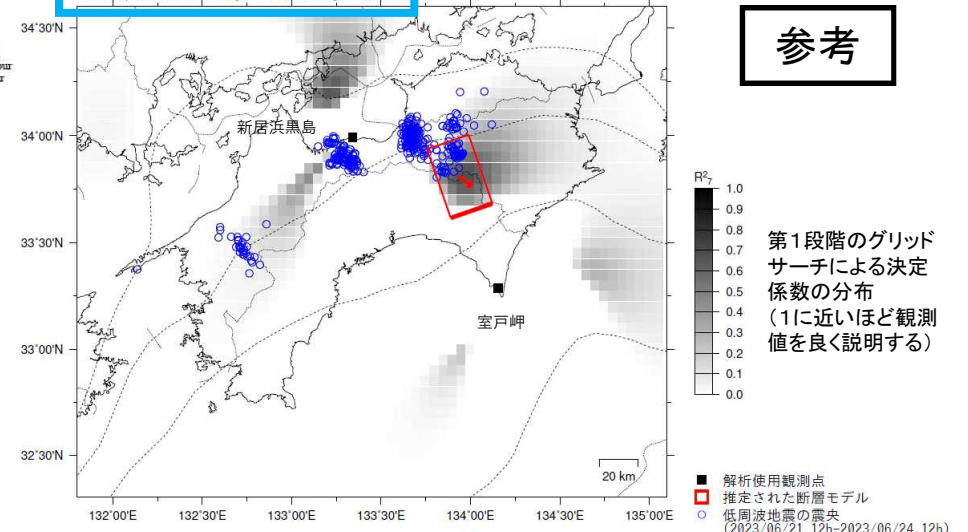 参考
34°30'N
34°00'N
33°30'N
33°00'N
32°30'N
132°00'E
132°30'E
133°00'E
133°30'E
134°00'E
134°30'E
135°00'E
新居浜黒島
室戸岬
20 km
R²₇
1.0
0.9
0.8
0.7
0.6
0.5
0.4
0.3
0.2
0.1
0.0
第1段階のグリッド
サーチによる決定
係数の分布
(1に近いほど観測
値を良く説明する)
解析使用観測点
推定された断層モデル
低周波地震の震央
(2023/06/21 12h-2023/06/24 12h)